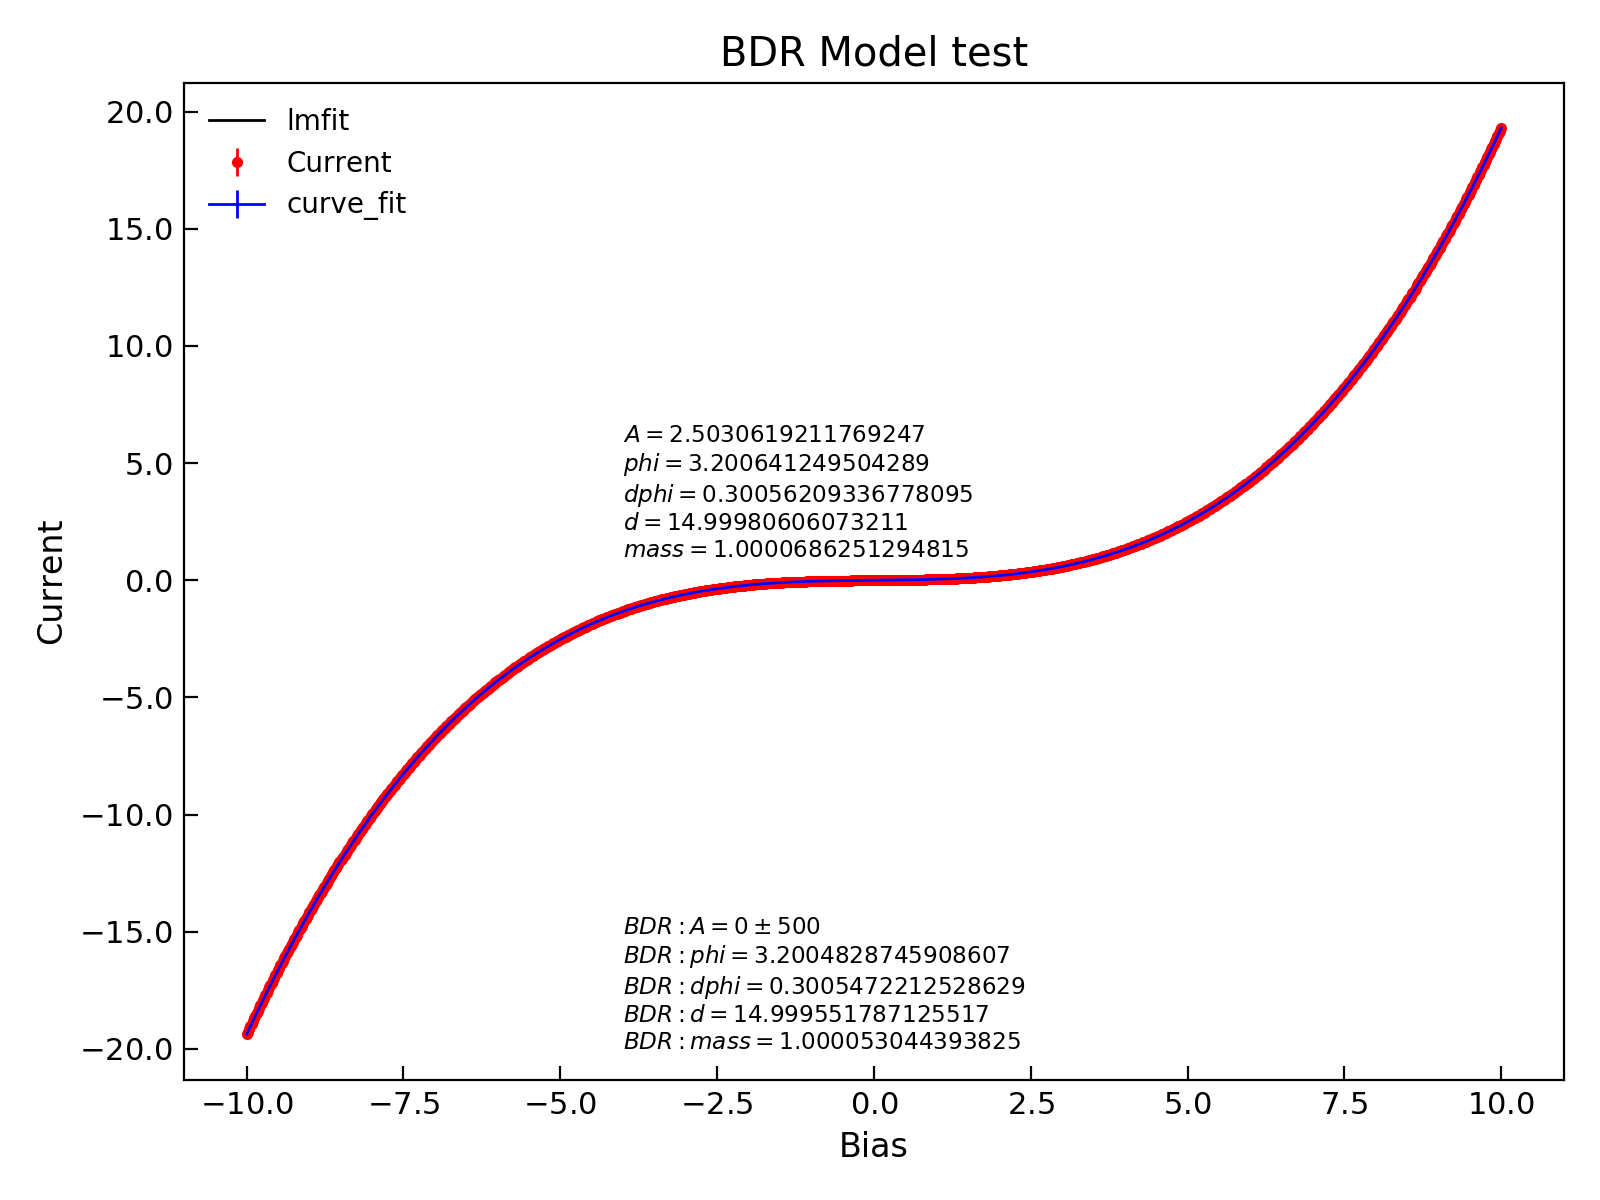 BDR Model test
lmfit
Current
curve_fit
20.0
15.0
10.0
5.0
0.0
−5.0
−10.0
−15.0
−20.0
Current
A = 2.5030619211769247
phi = 3.200641249504289
dphi = 0.30056209336778095
d = 14.99980606073211
mass = 1.0000686251294815
BDR : A = 0 ± 500
BDR : phi = 3.2004828745908607
BDR : dphi = 0.3005472212528629
BDR : d = 14.999551787125517
BDR : mass = 1.000053044393825
−10.0 −7.5 −5.0 −2.5 0.0 2.5 5.0 7.5 10.0
Bias